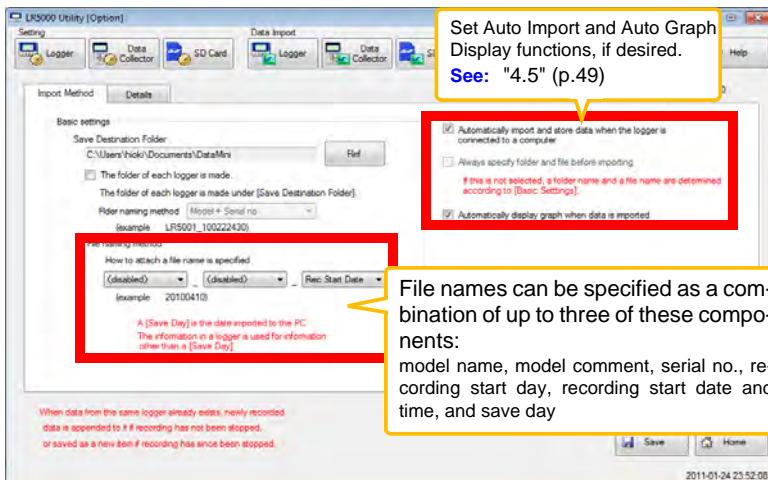 LR5000 Utility [Option]
Setting
Data Import
Logger
Data Collector
SD Card
Logger
Data Collector
Help
Set Auto Import and Auto Graph
Display functions, if desired.
See: "4.5" (p.49)
Import Method
Details
Basic settings
Save Destination Folder
C:\Users\hioki\Documents\DataMini
Ref
The folder of each logger is made.
The folder of each logger is made under [Save Destination Folder].
Model + Serial no
(example LR5001_100222430)
File naming method
How to attach a file name is specified
(disabled) _ (disabled) _ Rec Start Date
(example 20100410)
A [Save Day] is the date imported to the PC
The information in a logger is used for information
other than a [Save Day]
Automatically import and store data when the logger is
connected to a computer
Always specify folder and file before importing
If this is not selected, a folder name and a file name are determined
according to [Basic Settings].
Automatically display graph when data is imported
File names can be specified as a com-
bination of up to three of these compo-
nents:
model name, model comment, serial no., re-
cording start day, recording start date and
time, and save day
When data from the same logger already exists, newly recorded
data is appended to it if recording has not been stopped,
or saved as a new item if recording has since been stopped.
Save
Home
2011-01-24 23:52:08